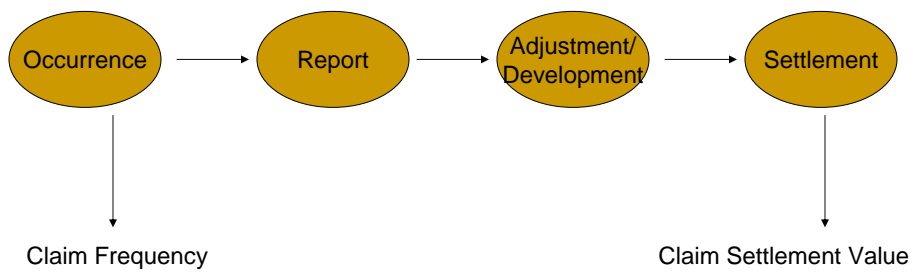 Occurrence
Report
Adjustment/
Development
Settlement
Claim Frequency
Claim Settlement Value